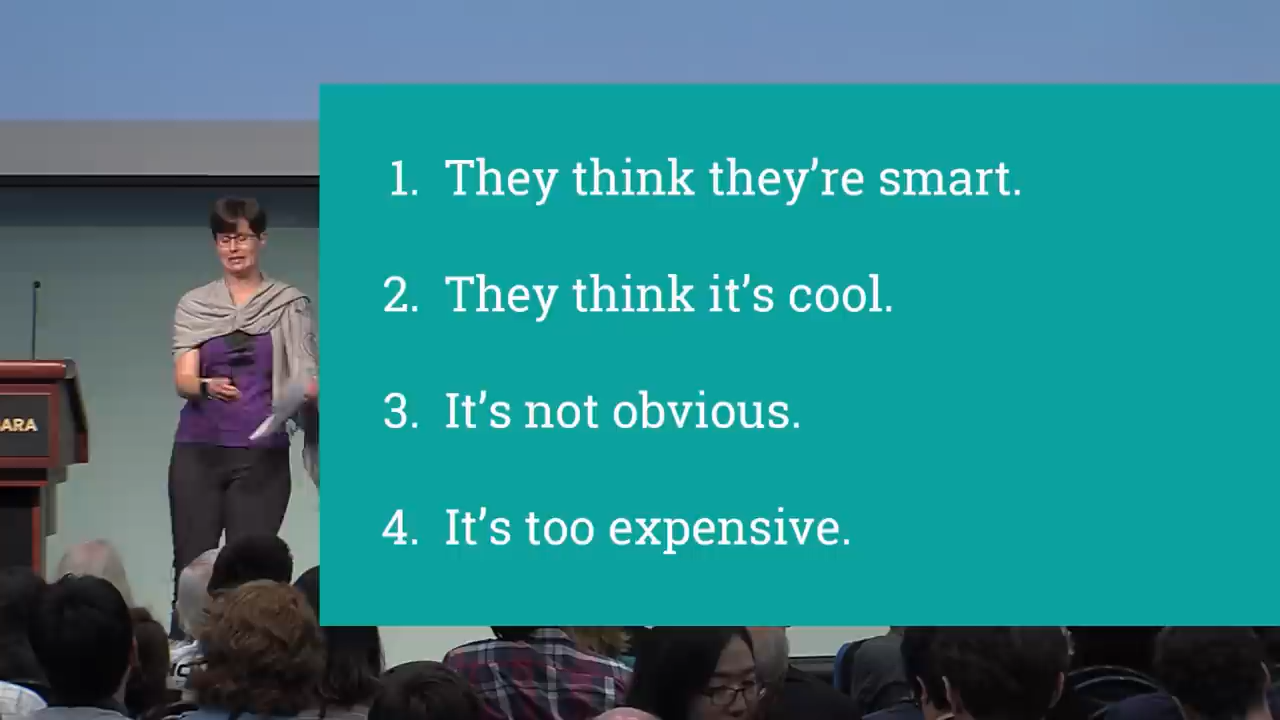 ARA
1. They think they’re smart.
2. They think it’s cool.
3. It’s not obvious.
4. It’s too expensive.